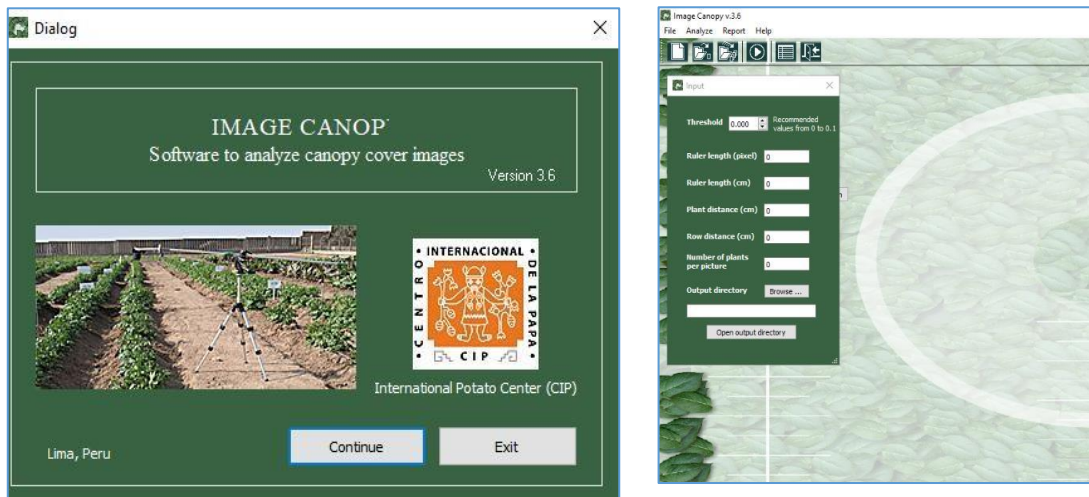 Dialog
IMAGE CANOP
Software to analyze canopy cover images
Version 3.6
• INTERNACIONAL •
CENTRO
DE LA PAPA
• CIP •
International Potato Center (CIP)
Lima, Peru
Continue
Exit
Image Canopy v.3.6
File Analyze Report Help
Input
Threshold 0.000 Recommended
values from 0 to 0.1
Ruler length (pixel) 0
Ruler length (cm) 0
Plant distance (cm) 0
Row distance (cm) 0
Number of plants
per picture 0
Output directory Browse ...
Open output directory